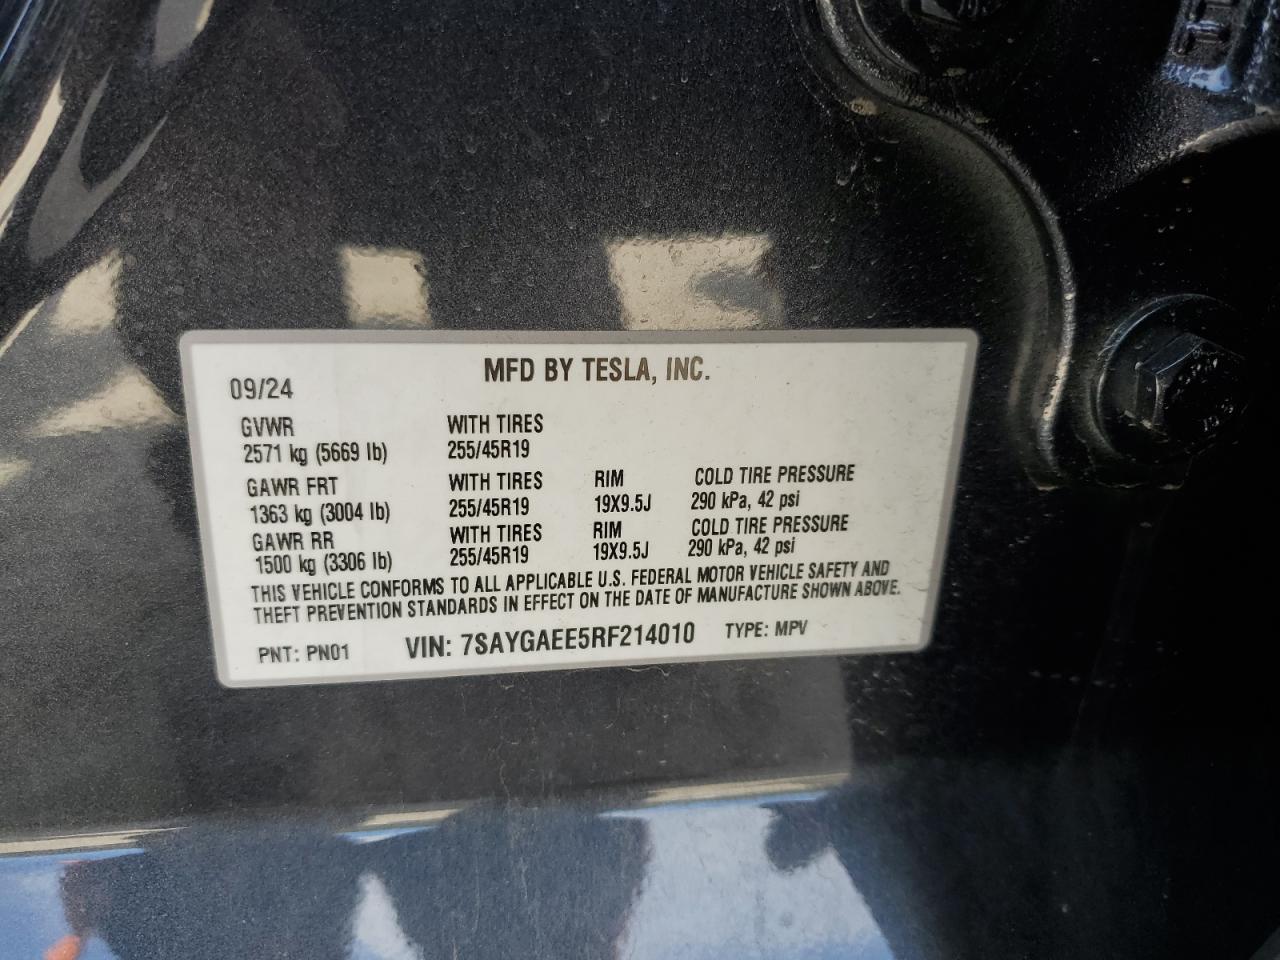 MFD BY TESLA, INC.
09/24
GVWR WITH TIRES
2571 kg (5669 lb) 255/45R19
GAWR FRT WITH TIRES RIM COLD TIRE PRESSURE
1363 kg (3004 lb) 255/45R19 19X9.5J 290 kPa, 42 psi
GAWR RR WITH TIRES RIM COLD TIRE PRESSURE
1500 kg (3306 lb) 255/45R19 19X9.5J 290 kPa, 42 psi
THIS VEHICLE CONFORMS TO ALL APPLICABLE U.S. FEDERAL MOTOR VEHICLE SAFETY AND
THEFT PREVENTION STANDARDS IN EFFECT ON THE DATE OF MANUFACTURE SHOWN ABOVE.
PNT: PN01 VIN: 7SAYGAEE5RF214010 TYPE: MPV